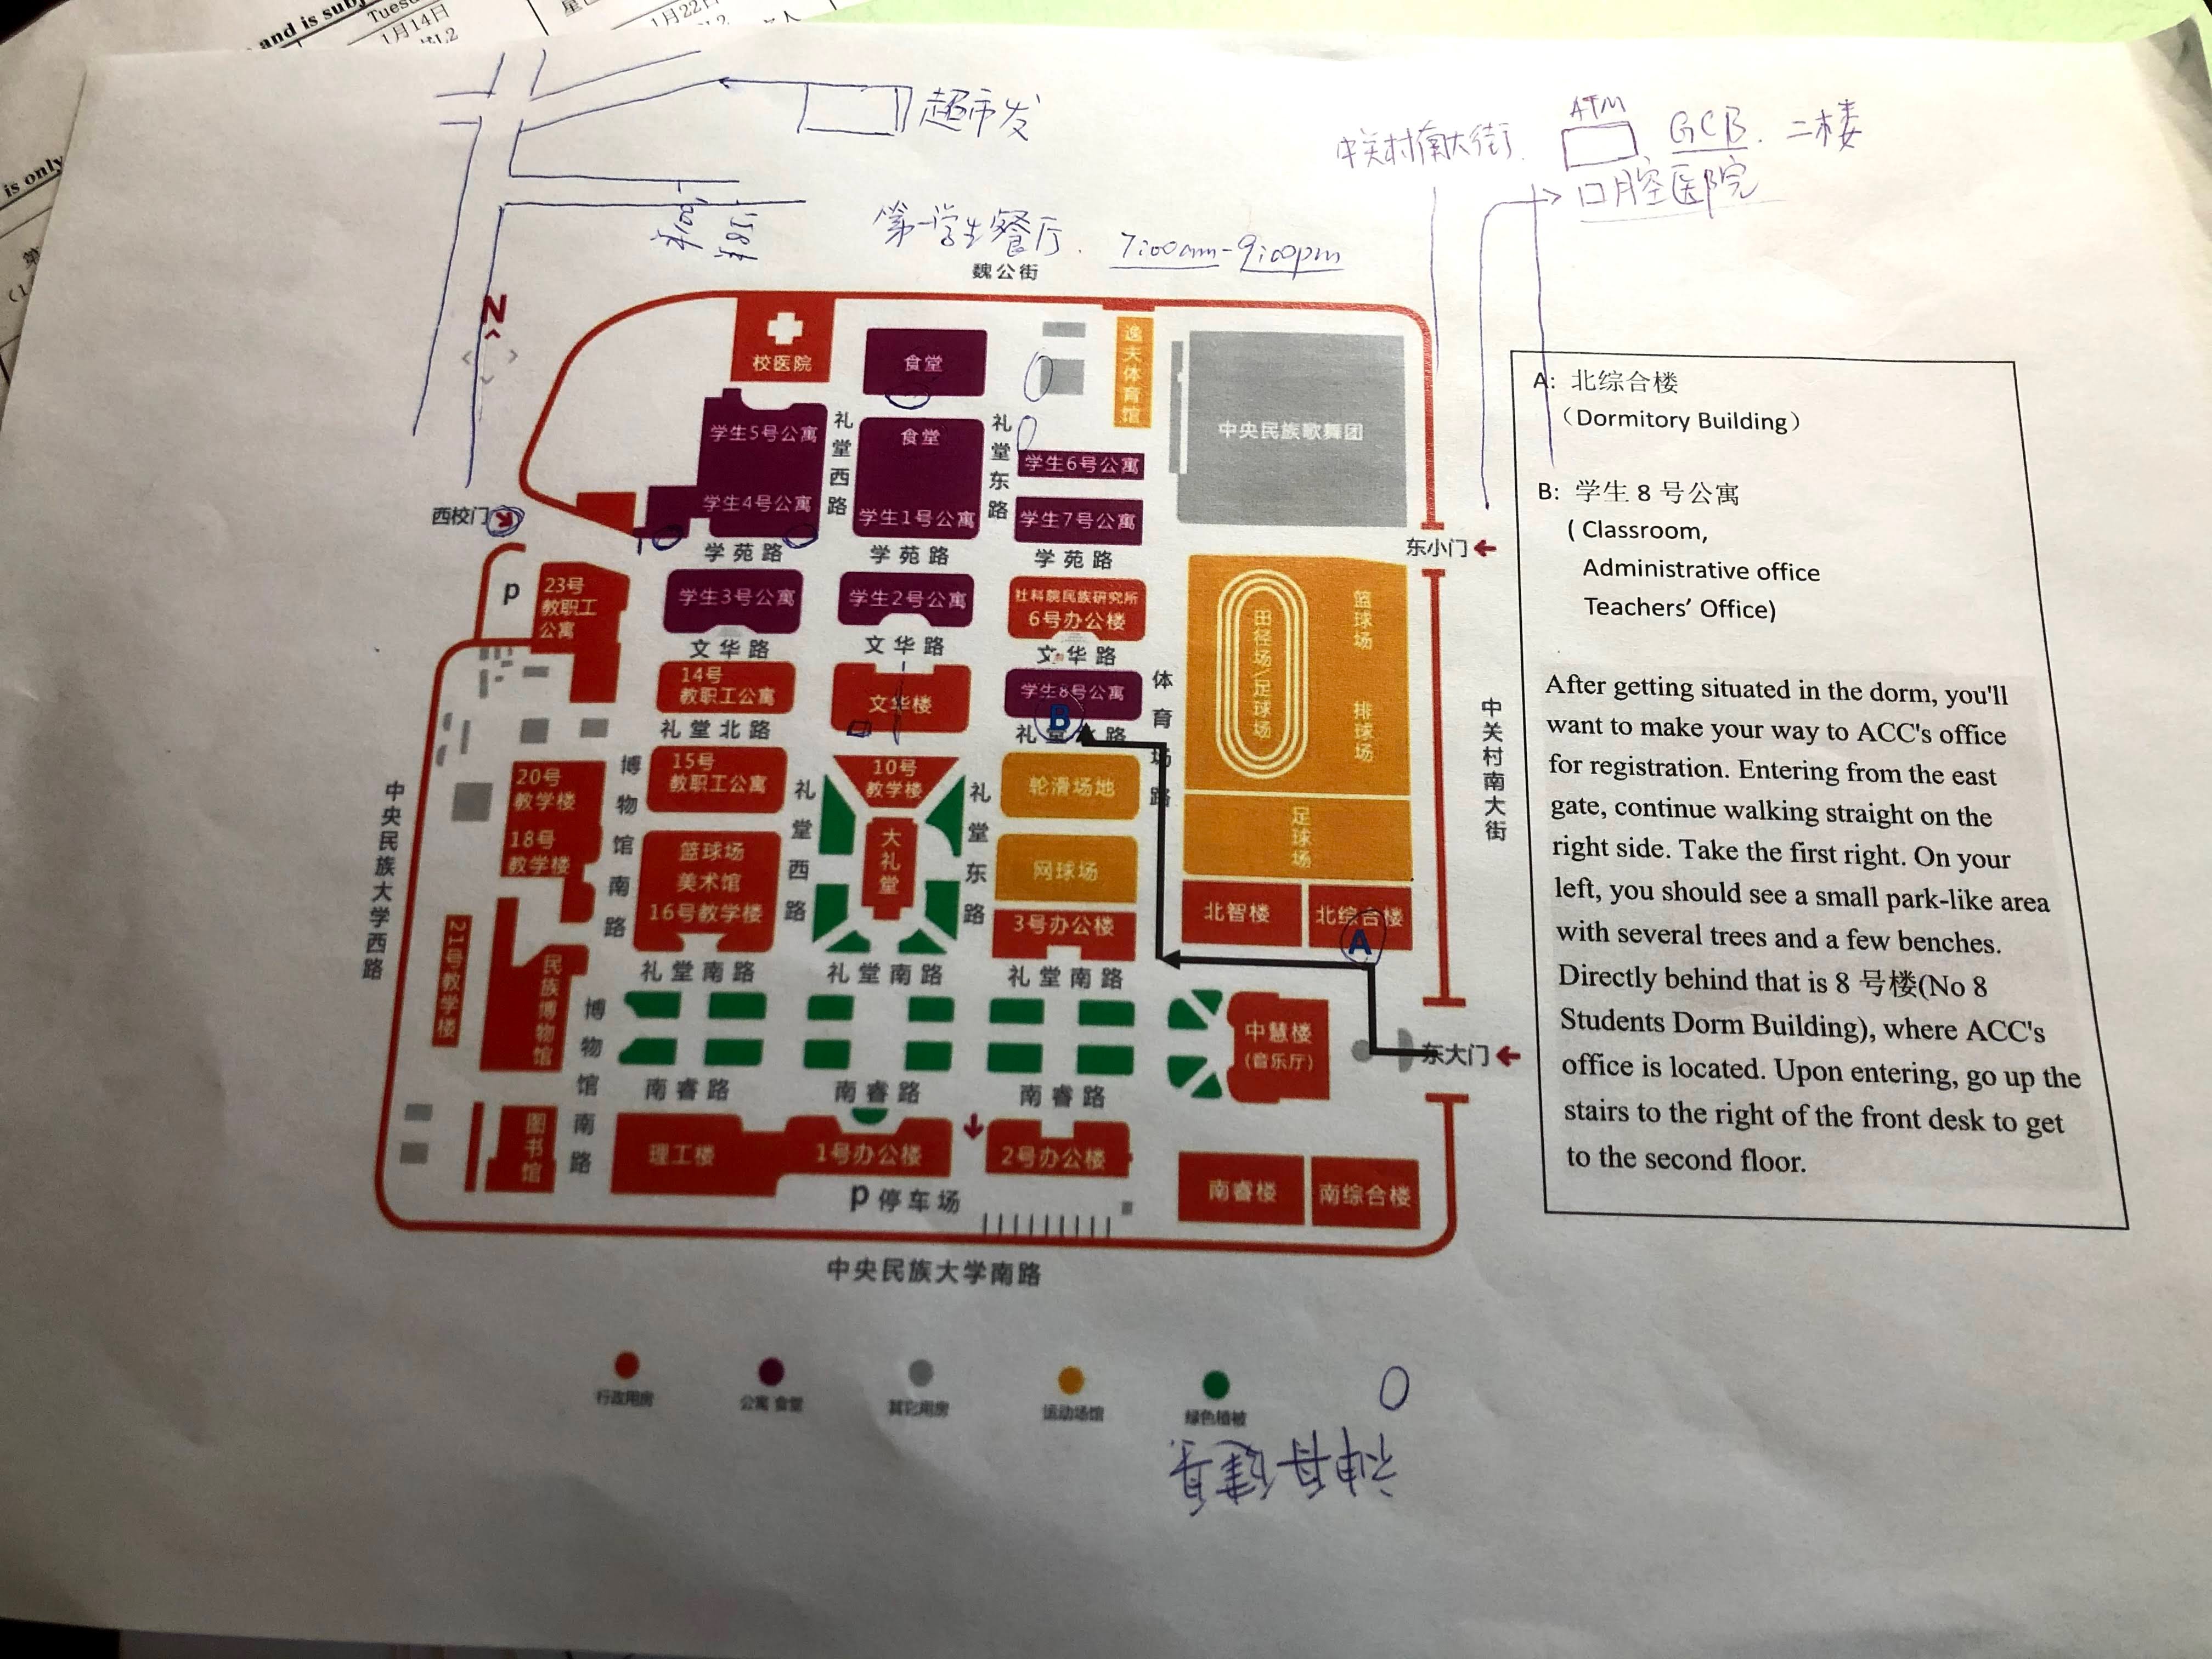 and is subj
Tuesd
1月14日
1月22日
is only
超市发
ATM
中关村南大街
GCB. 二楼
口腔医院
第一学生餐厅. 7:00am-9:00pm
魏公街
N
校医院
食堂
逸夫体育馆
中央民族歌舞团
学生5号公寓
礼堂西路
食堂
礼堂东路
学生6号公寓
学生4号公寓
学生1号公寓
学生7号公寓
西校门
学苑路
学苑路
学苑路
东小门
P
23号
教职工
公寓
学生3号公寓
学生2号公寓
社科院民族研究所
6号办公楼
田径场/足球场
篮球场
排球场
文华路
文华路
文华路
14号
教职工公寓
文华楼
学生8号公寓
B
体育场路
礼堂北路
礼堂北路
中关村南大街
20号
教学楼
博物馆南路
15号
教职工公寓
礼堂西路
10号
教学楼
礼堂东路
轮滑场地
中央民族大学西路
18号
教学楼
篮球场
美术馆
16号教学楼
大礼堂
网球场
足球场
3号办公楼
北智楼
北综合楼
A
21号教学楼
民族博物馆
礼堂南路
礼堂南路
礼堂南路
博物馆南路
中慧楼
(音乐厅)
东大门
南睿路
南睿路
南睿路
图书馆
理工楼
1号办公楼
2号办公楼
南睿楼
南综合楼
P 停车场
中央民族大学南路
行政用房
公寓 食堂
其它用房
运动场馆
绿色植被
神舟健身
A: 北综合楼
（Dormitory Building）
B: 学生 8 号公寓
( Classroom,
Administrative office
Teachers' Office)
After getting situated in the dorm, you'll
want to make your way to ACC's office
for registration. Entering from the east
gate, continue walking straight on the
right side. Take the first right. On your
left, you should see a small park-like area
with several trees and a few benches.
Directly behind that is 8 号楼(No 8
Students Dorm Building), where ACC's
office is located. Upon entering, go up the
stairs to the right of the front desk to get
to the second floor.